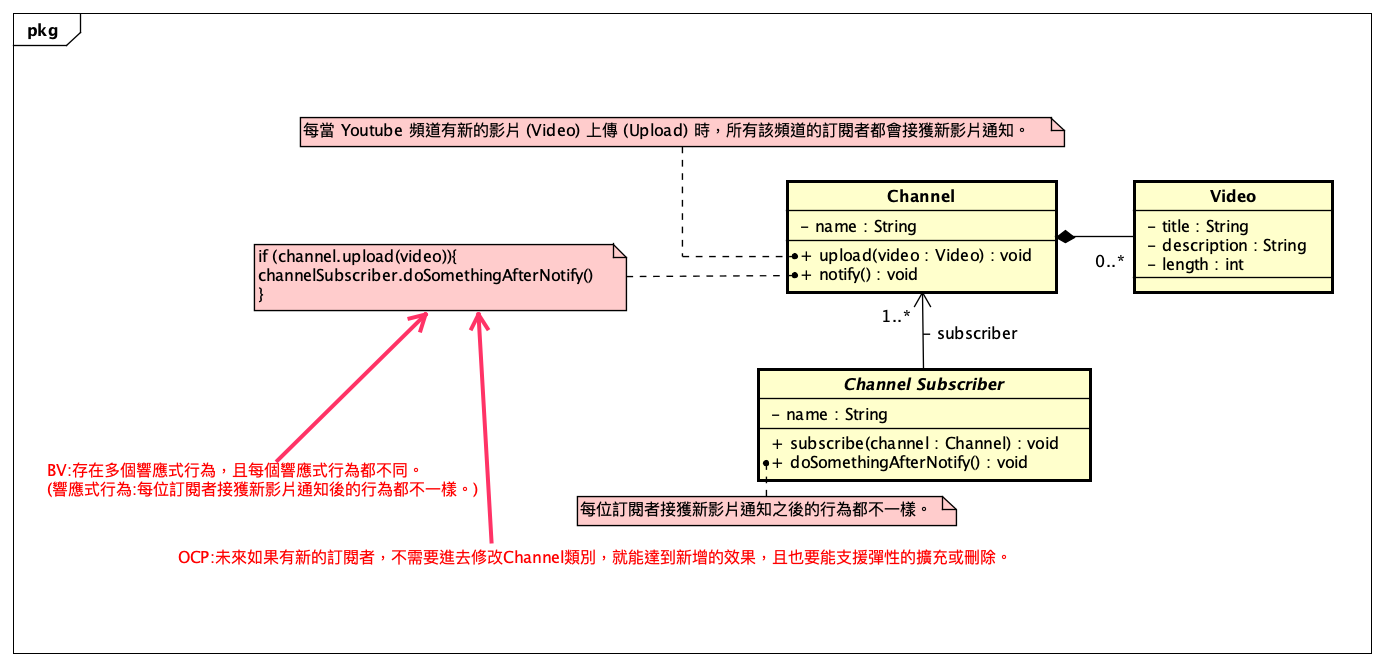 pkg
每當 Youtube 頻道有新的影片 (Video) 上傳 (Upload) 時，所有該頻道的訂閱者都會接獲新影片通知。
Channel
- name : String
+ upload(video : Video) : void
+ notify() : void
Video
- title : String
- description : String
- length : int
0..*
if (channel.upload(video)){
channelSubscriber.doSomethingAfterNotify()
}
1..*
- subscriber
Channel Subscriber
- name : String
+ subscribe(channel : Channel) : void
+ doSomethingAfterNotify() : void
BV:存在多個響應式行為，且每個響應式行為都不同。
(響應式行為:每位訂閱者接獲新影片通知後的行為都不一樣。)
每位訂閱者接獲新影片通知之後的行為都不一樣。
OCP:未來如果有新的訂閱者，不需要進去修改Channel類別，就能達到新增的效果，且也要能支援彈性的擴充或刪除。